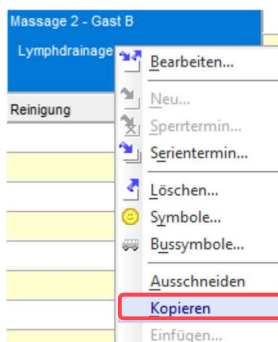 Massage 2 - Gast B
Lymphdrainage
Reinigung
Bearbeiten...
Neu...
Sperrtermin...
Serientermin...
Löschen...
Symbole...
Bussymbole...
Ausschneiden
Kopieren
Einfügen...